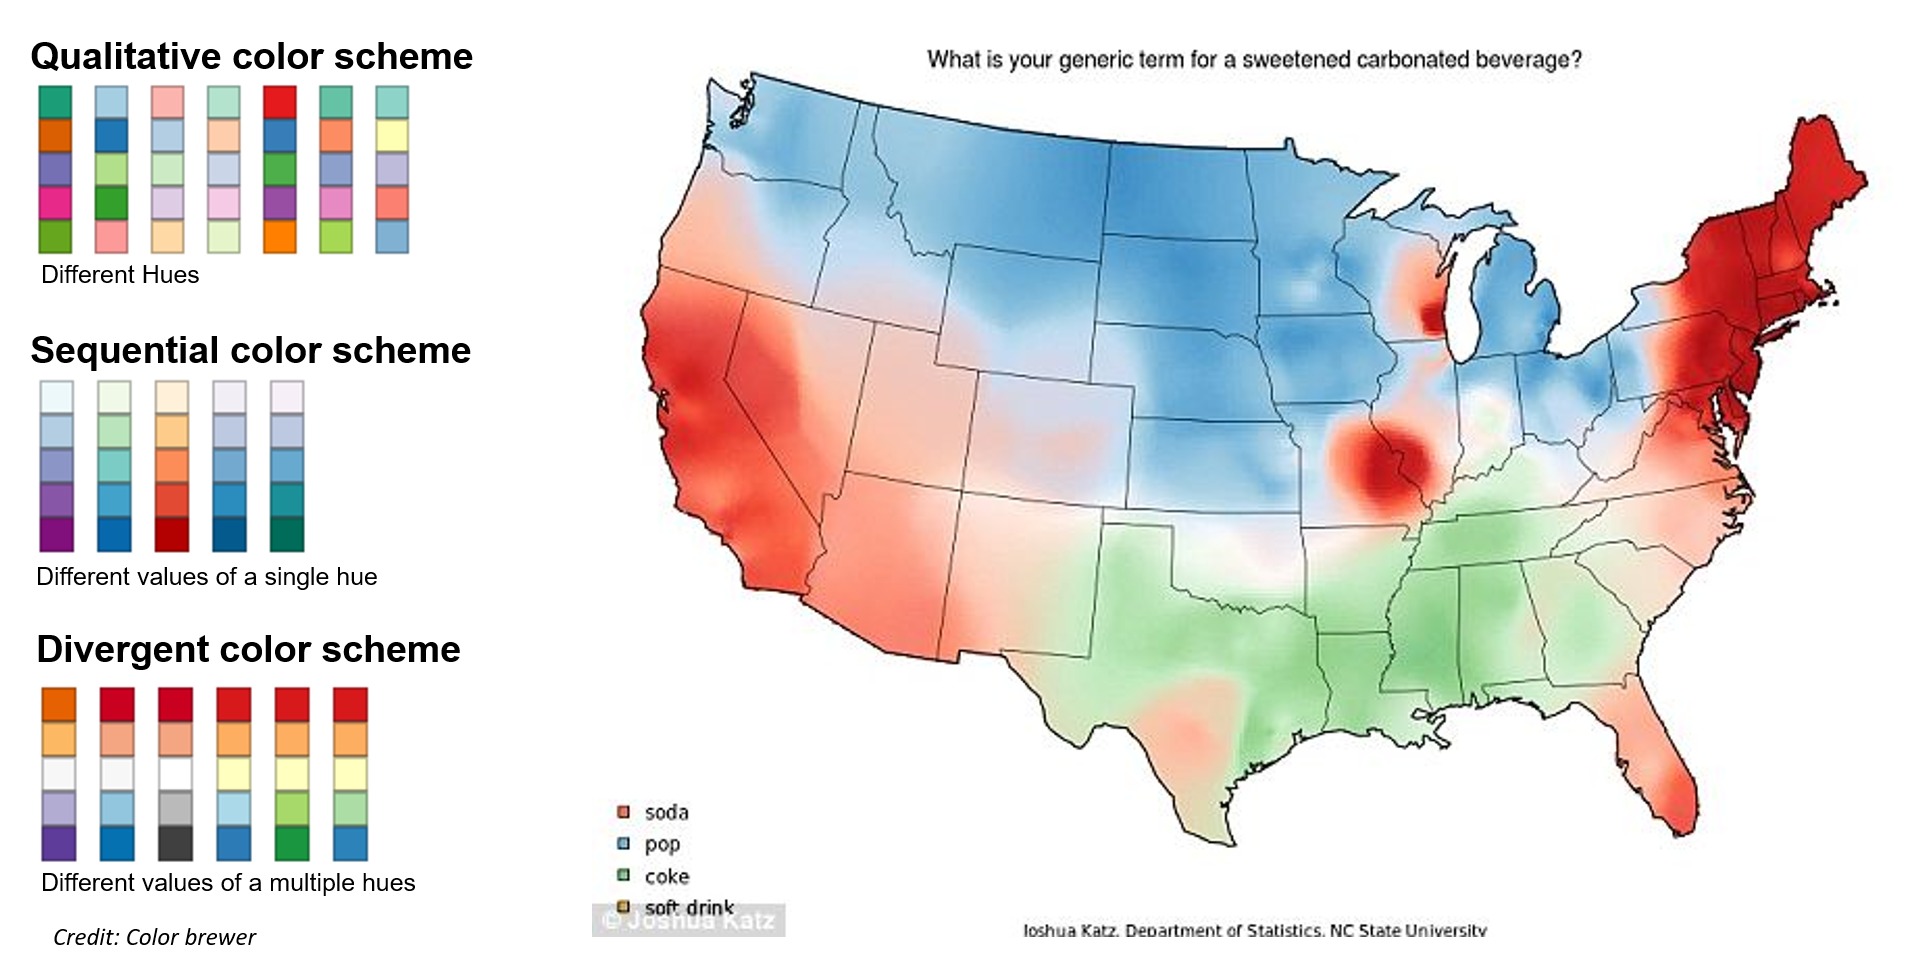 Qualitative color scheme
Different Hues
Sequential color scheme
Different values of a single hue
Divergent color scheme
Different values of a multiple hues
Credit: Color brewer
What is your generic term for a sweetened carbonated beverage?
soda
pop
coke
soft drink
© Joshua Katz
Joshua Katz, Department of Statistics, NC State University